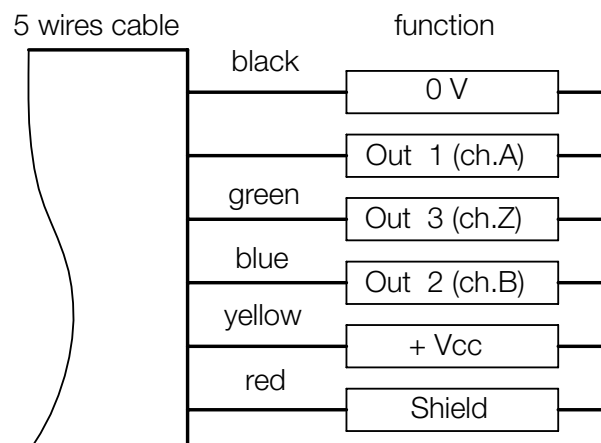 5 wires cable function
black
0 V
Out 1 (ch.A)
green
Out 3 (ch.Z)
blue
Out 2 (ch.B)
yellow
+ Vcc
red
Shield